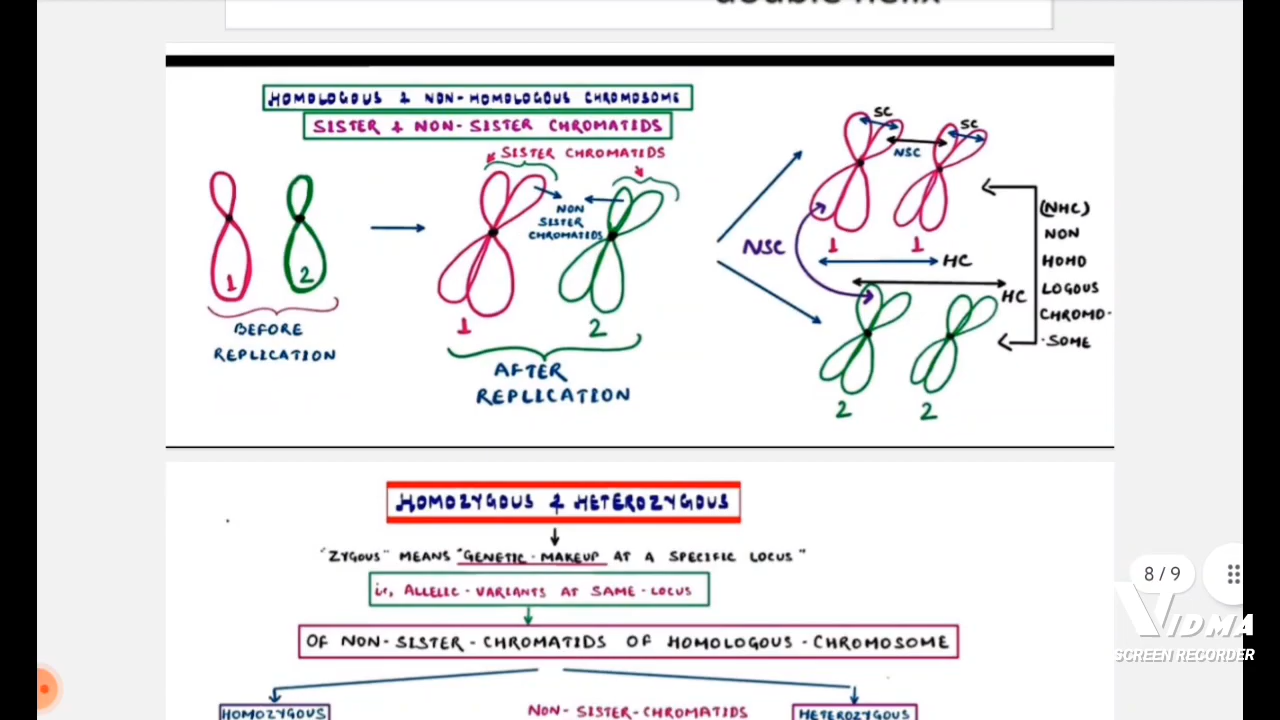 double helix
HOMOLOGOUS & NON-HOMOLOGOUS CHROMOSOME
SISTER & NON-SISTER CHROMATIDS
SISTER CHROMATIDS
NON
SISTER
CHROMATIDS
1
2
BEFORE
REPLICATION
1
2
AFTER
REPLICATION
SC
SC
NSC
NSC
1
1
HC
HC
2
2
(NHC)
NON
HOMO
LOGOUS
CHROMO-
-SOME
HOMOZYGOUS & HETEROZYGOUS
"ZYGOUS" MEANS "GENETIC-MAKEUP AT A SPECIFIC LOCUS"
i.e, ALLELIC-VARIANTS AT SAME-LOCUS
OF NON-SISTER-CHROMATIDS OF HOMOLOGOUS-CHROMOSOME
HOMOZYGOUS
NON-SISTER-CHROMATIDS
HETEROZYGOUS
8/9
VIDMA
SCREEN RECORDER